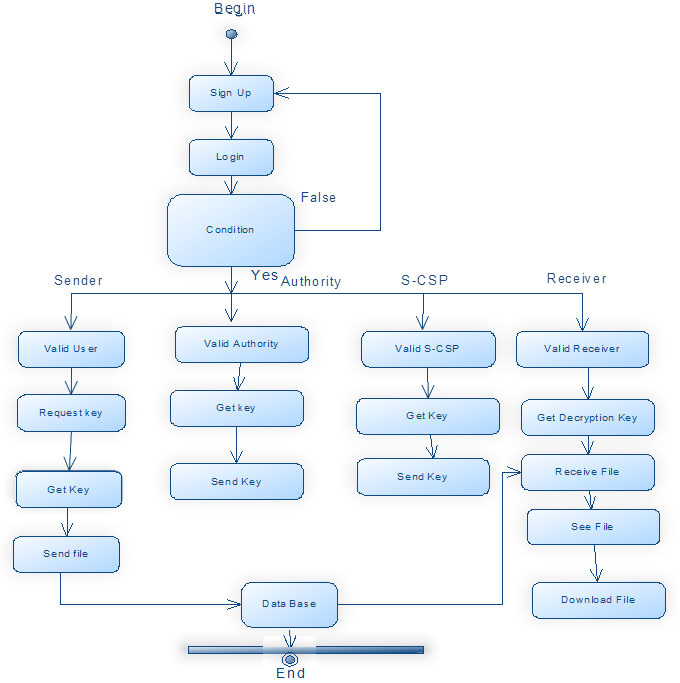 Begin
Sign Up
Login
False
Condition
Yes
Sender
Authority
S-CSP
Receiver
Valid User
Valid Authority
Valid S-CSP
Valid Receiver
Request key
Get key
Get Key
Get Decryption Key
Get Key
Send Key
Send Key
Receive File
Send file
See File
Data Base
Download File
End